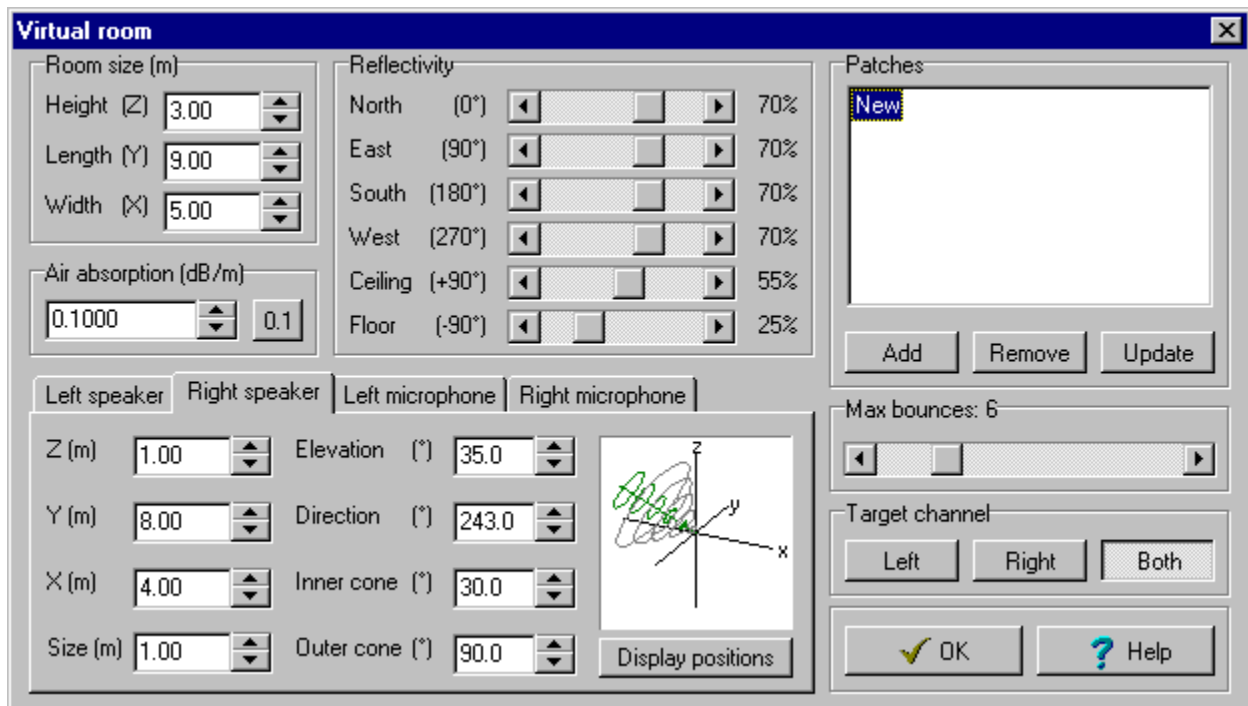 Virtual room
Room size (m)
Height (Z) 3.00
Length (Y) 9.00
Width (X) 5.00
Air absorption (dB/m)
0.1000 0.1
Reflectivity
North (0°) 70%
East (90°) 70%
South (180°) 70%
West (270°) 70%
Ceiling (+90°) 55%
Floor (-90°) 25%
Patches
New
Add Remove Update
Left speaker Right speaker Left microphone Right microphone
Z (m) 1.00 Elevation (°) 35.0
Y (m) 8.00 Direction (°) 243.0
X (m) 4.00 Inner cone (°) 30.0
Size (m) 1.00 Outer cone (°) 90.0
z
y
x
Display positions
Max bounces: 6
Target channel
Left Right Both
OK ? Help